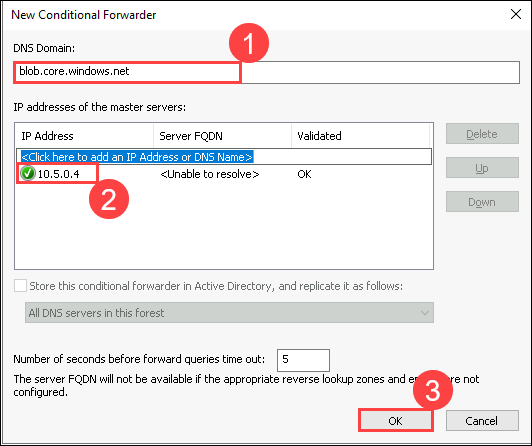 New Conditional Forwarder
DNS Domain:
1
blob.core.windows.net
IP addresses of the master servers:
IP Address Server FQDN Validated
<Click here to add an IP Address or DNS Name>
10.5.0.4 <Unable to resolve> OK
2
Delete
Up
Down
Store this conditional forwarder in Active Directory, and replicate it as follows:
All DNS servers in this forest
Number of seconds before forward queries time out: 5
The server FQDN will not be available if the appropriate reverse lookup zones and are not
configured.
3
OK Cancel